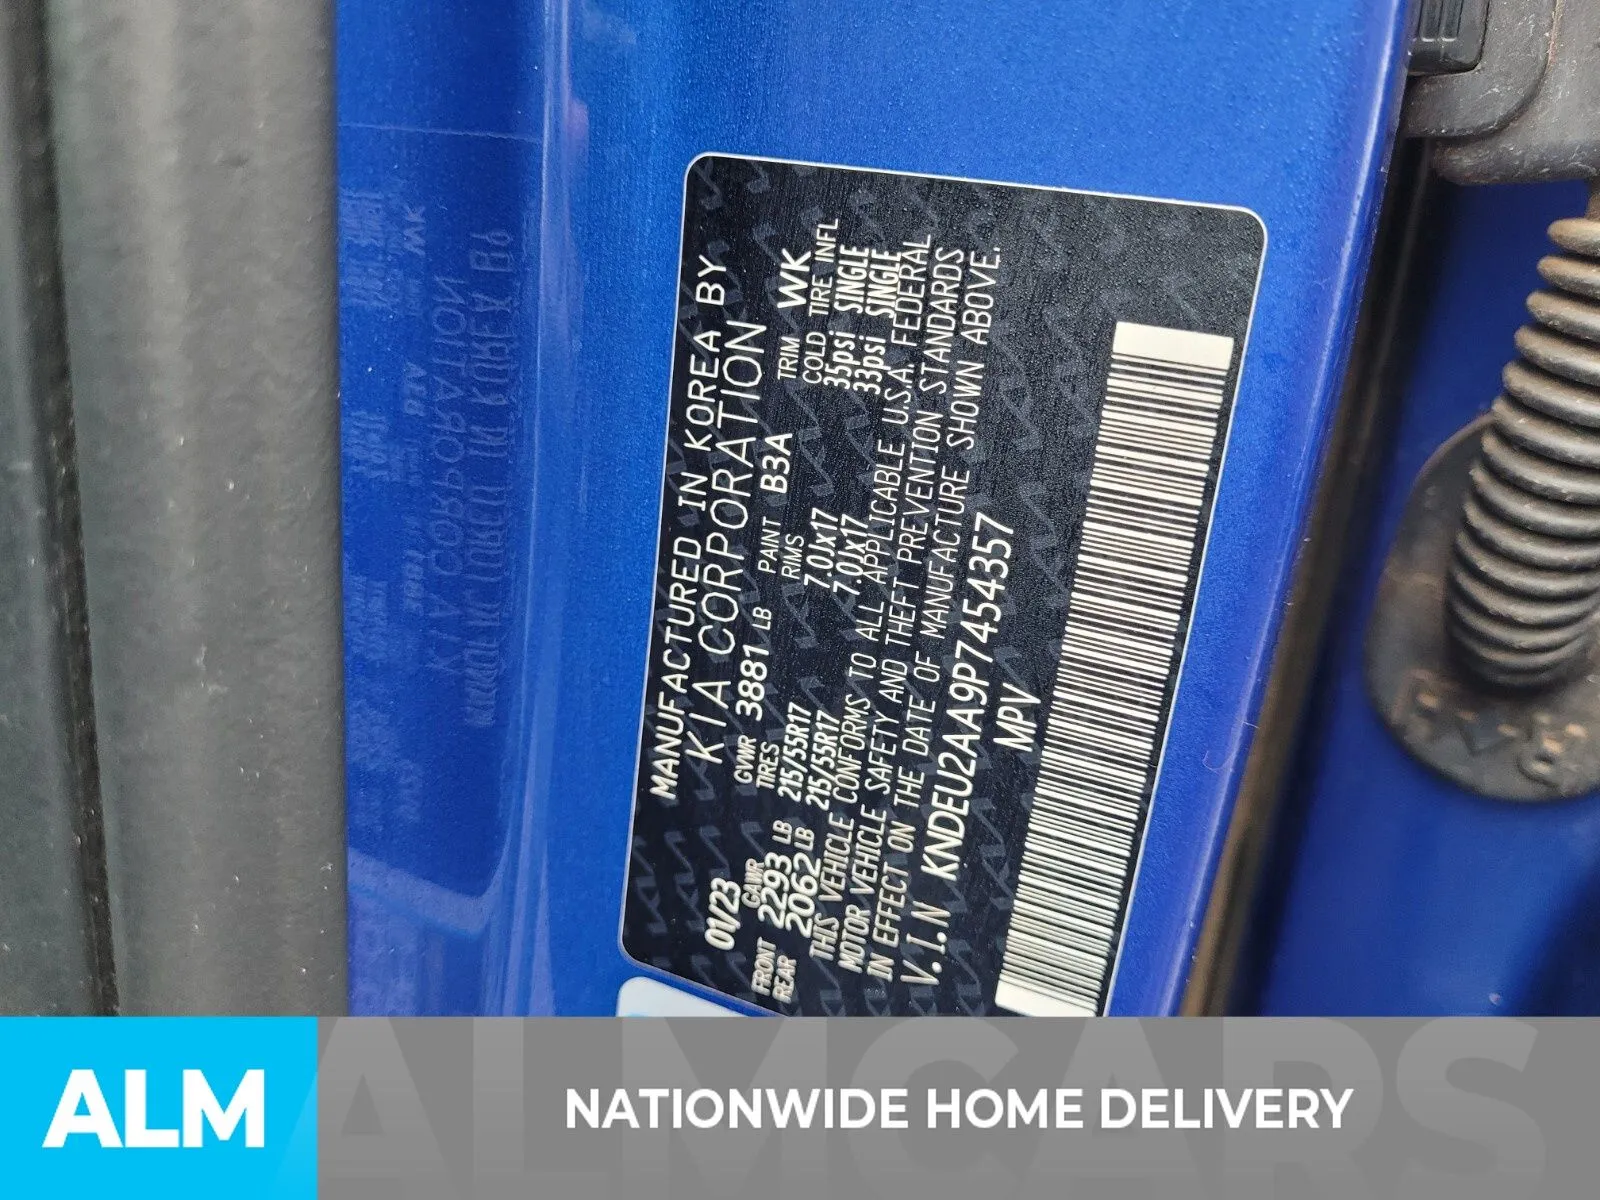 MANUFACTURED IN KOREA BY
KIA CORPORATION
01/23 GVWR 3881 LB PAINT B3A TRIM WK
GAWR TIRES RIMS COLD TIRE INFL
FRONT 2293 LB 215/55R17 7.0Jx17 35psi SINGLE
REAR 2062 LB 215/55R17 7.0Jx17 33psi SINGLE
THIS VEHICLE CONFORMS TO ALL APPLICABLE U.S.A. FEDERAL
MOTOR VEHICLE SAFETY AND THEFT PREVENTION STANDARDS
IN EFFECT ON THE DATE OF MANUFACTURE SHOWN ABOVE.
V.I.N KNDEU2AA9P7454357
MPV
ALM
ALMCARS
NATIONWIDE HOME DELIVERY